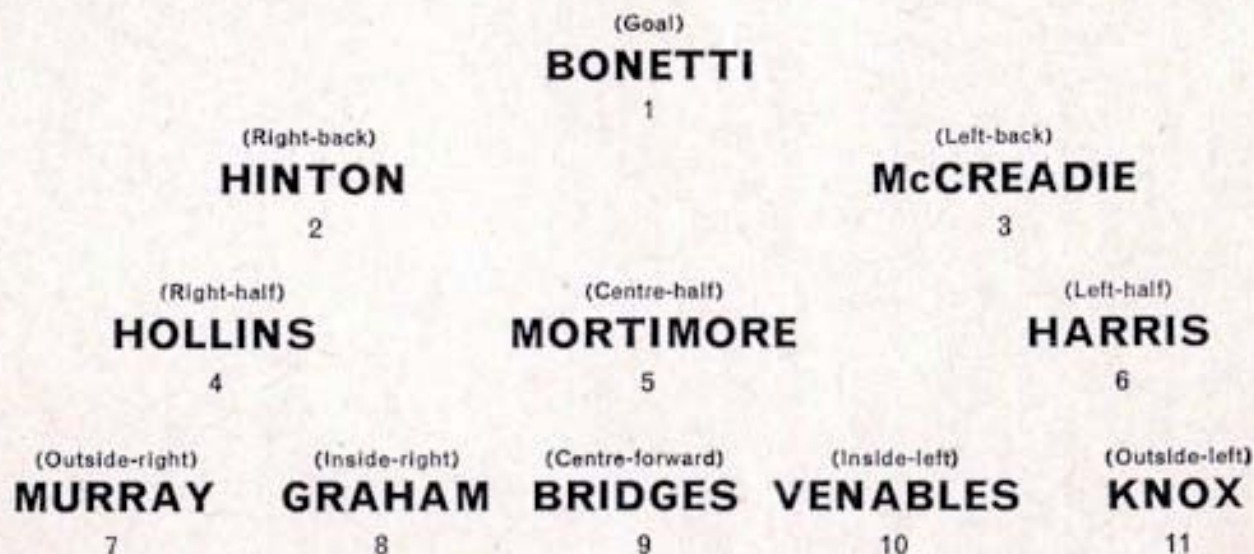 (Goal)
BONETTI
1
(Right-back) (Left-back)
HINTON McCREADIE
2 3
(Right-half) (Centre-half) (Left-half)
HOLLINS MORTIMORE HARRIS
4 5 6
(Outside-right) (Inside-right) (Centre-forward) (Inside-left) (Outside-left)
MURRAY GRAHAM BRIDGES VENABLES KNOX
7 8 9 10 11